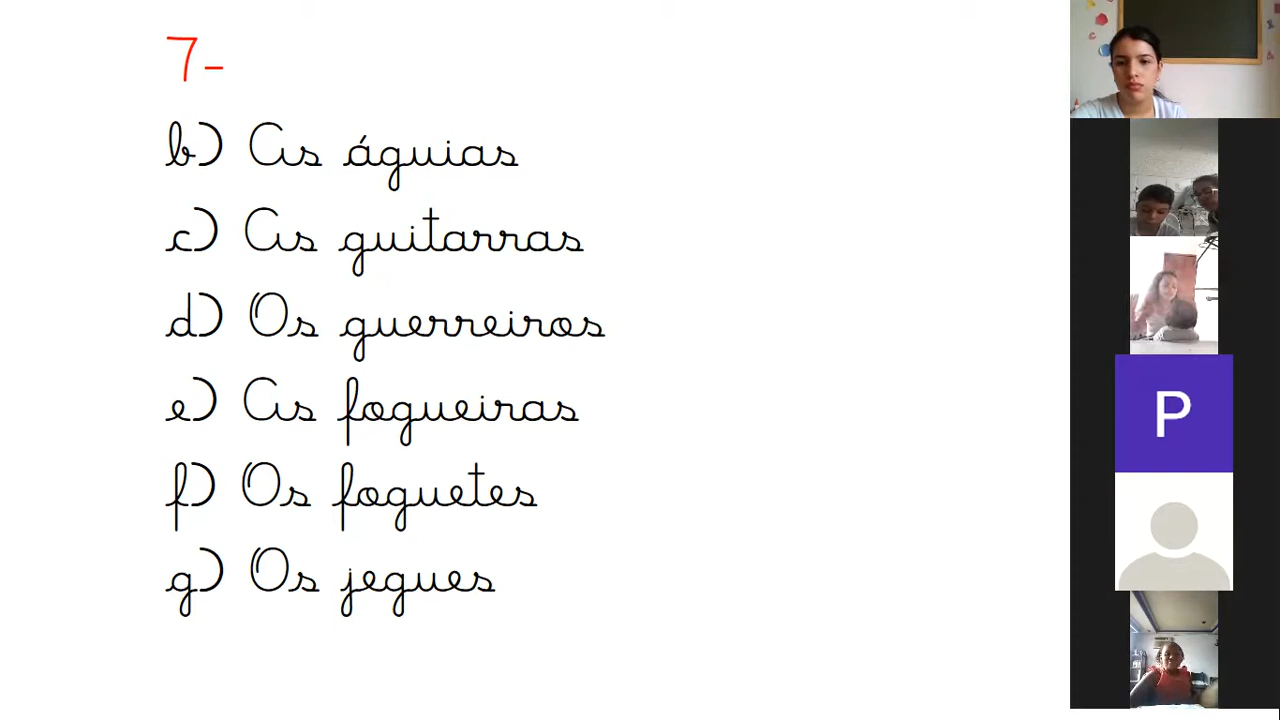 7-
b) As águias
c) As guitarras
d) Os guerreiros
e) As fogueiras
f) Os foguetes
g) Os jegues
P